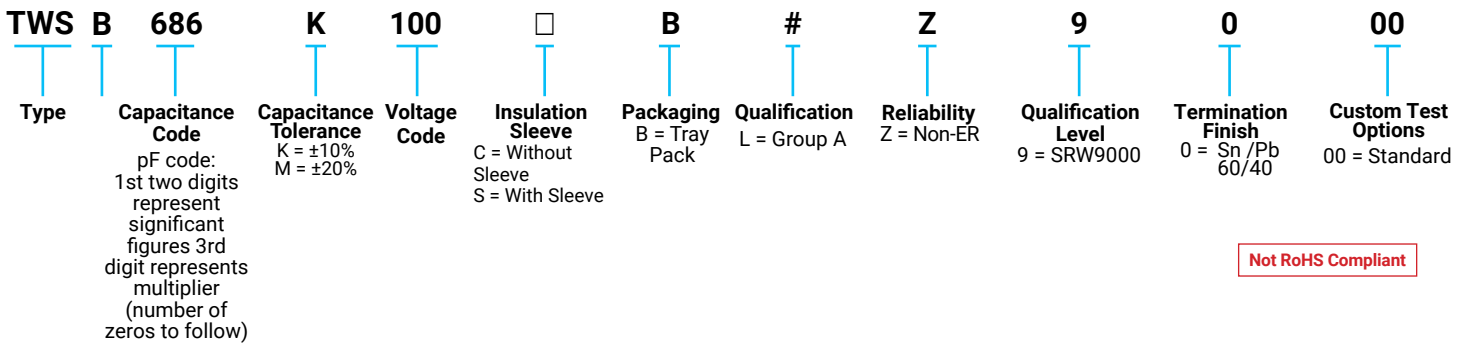 TWS B 686 K 100 □ B # Z 9 0 00
Type
Capacitance
Code
pF code:
1st two digits
represent
significant
figures 3rd
digit represents
multiplier
(number of
zeros to follow)
Capacitance
Tolerance
K = ±10%
M = ±20%
Voltage
Code
Insulation
Sleeve
C = Without
Sleeve
S = With Sleeve
Packaging
B = Tray
Pack
Qualification
L = Group A
Reliability
Z = Non-ER
Qualification
Level
9 = SRW9000
Termination
Finish
0 = Sn /Pb
60/40
Custom Test
Options
00 = Standard
Not RoHS Compliant